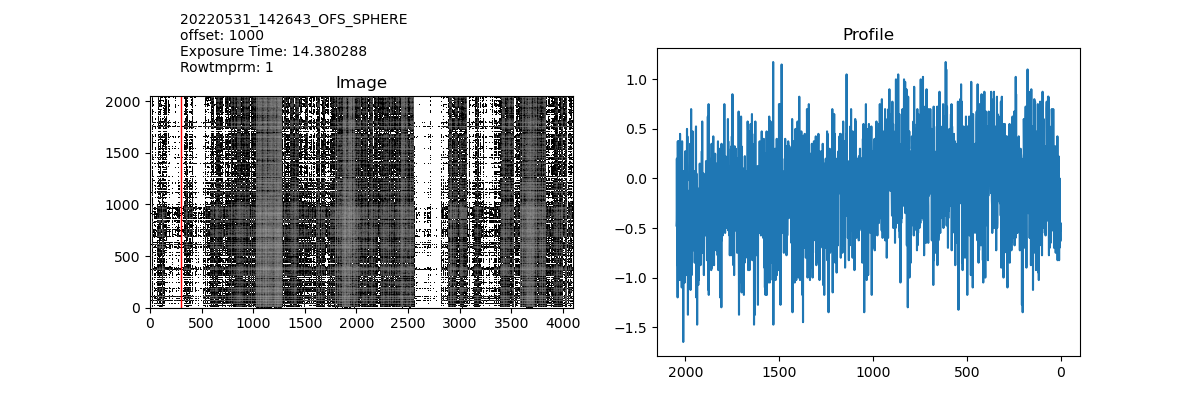 20220531_142643_OFS_SPHERE
offset: 1000
Exposure Time: 14.380288
Rowtmprm: 1
Image
2000
1500
1000
500
0
0 500 1000 1500 2000 2500 3000 3500 4000
Profile
1.0
0.5
0.0
−0.5
−1.0
−1.5
2000 1500 1000 500 0